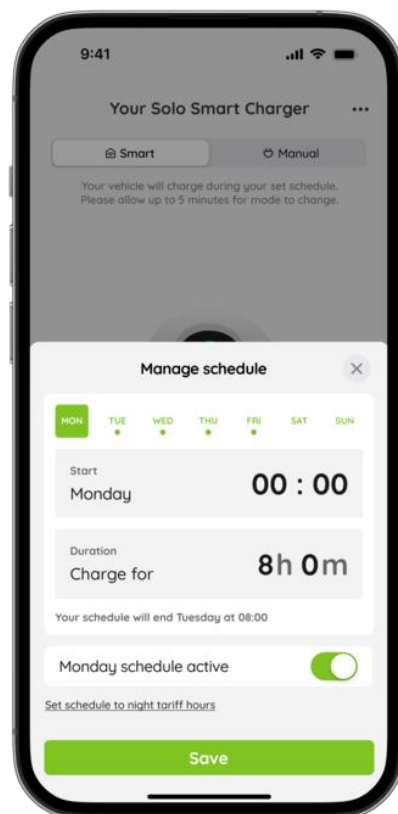 9:41
Your Solo Smart Charger
Smart Manual
Your vehicle will charge during your set schedule.
Please allow up to 5 minutes for mode to change.
Manage schedule
MON TUE WED THU FRI SAT SUN
Start
Monday 00 : 00
Duration
Charge for 8h 0m
Your schedule will end Tuesday at 08:00
Monday schedule active
Set schedule to night tariff hours
Save